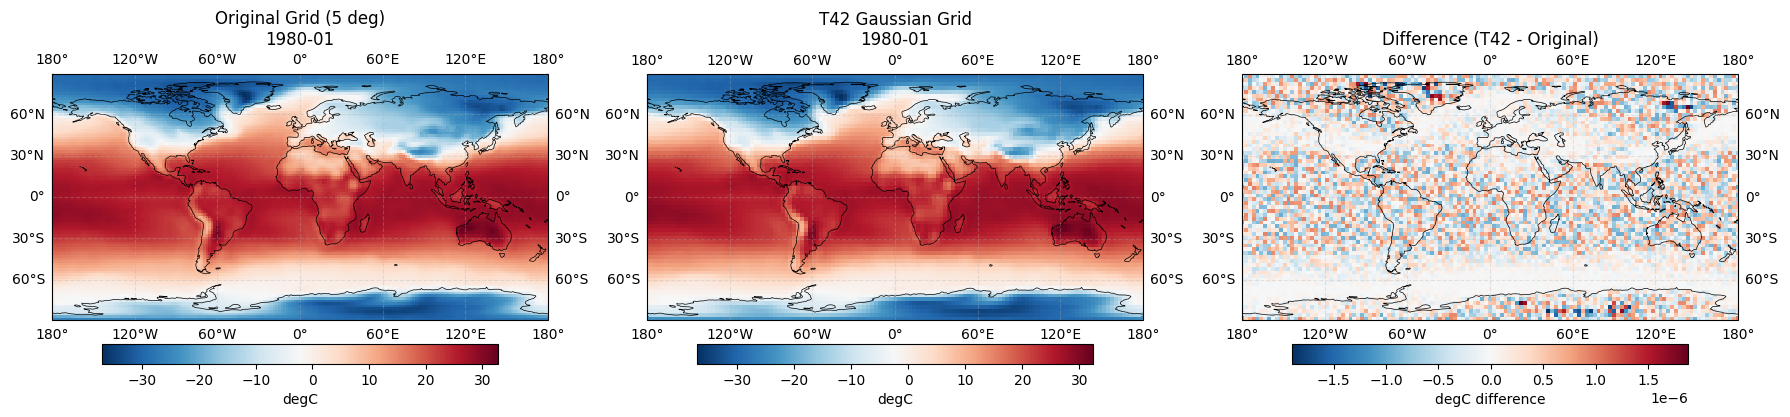 Original Grid (5 deg)
1980-01
180° 120°W 60°W 0° 60°E 120°E 180°
60°N 60°N
30°N 30°N
0° 0°
30°S 30°S
60°S 60°S
180° 120°W 60°W 0° 60°E 120°E 180°
−30 −20 −10 0 10 20 30
degC
T42 Gaussian Grid
1980-01
180° 120°W 60°W 0° 60°E 120°E 180°
60°N 60°N
30°N 30°N
0° 0°
30°S 30°S
60°S 60°S
180° 120°W 60°W 0° 60°E 120°E 180°
−30 −20 −10 0 10 20 30
degC
Difference (T42 - Original)
180° 120°W 60°W 0° 60°E 120°E 180°
60°N 60°N
30°N 30°N
0° 0°
30°S 30°S
60°S 60°S
180° 120°W 60°W 0° 60°E 120°E 180°
−1.5 −1.0 −0.5 0.0 0.5 1.0 1.5
1e−6
degC difference